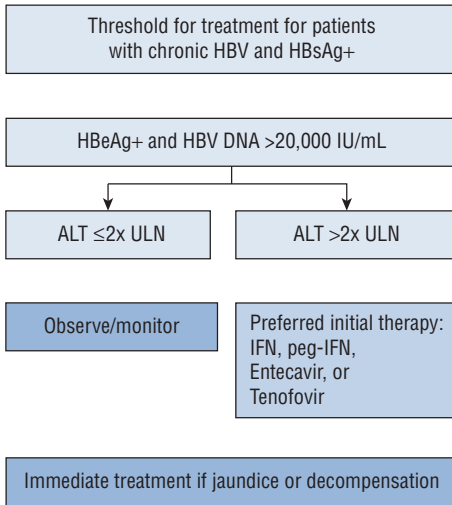 Threshold for treatment for patients
with chronic HBV and HBsAg+
HBeAg+ and HBV DNA >20,000 IU/mL
ALT ≤2x ULN
ALT >2x ULN
Observe/monitor
Preferred initial therapy:
IFN, peg-IFN,
Entecavir, or
Tenofovir
Immediate treatment if jaundice or decompensation